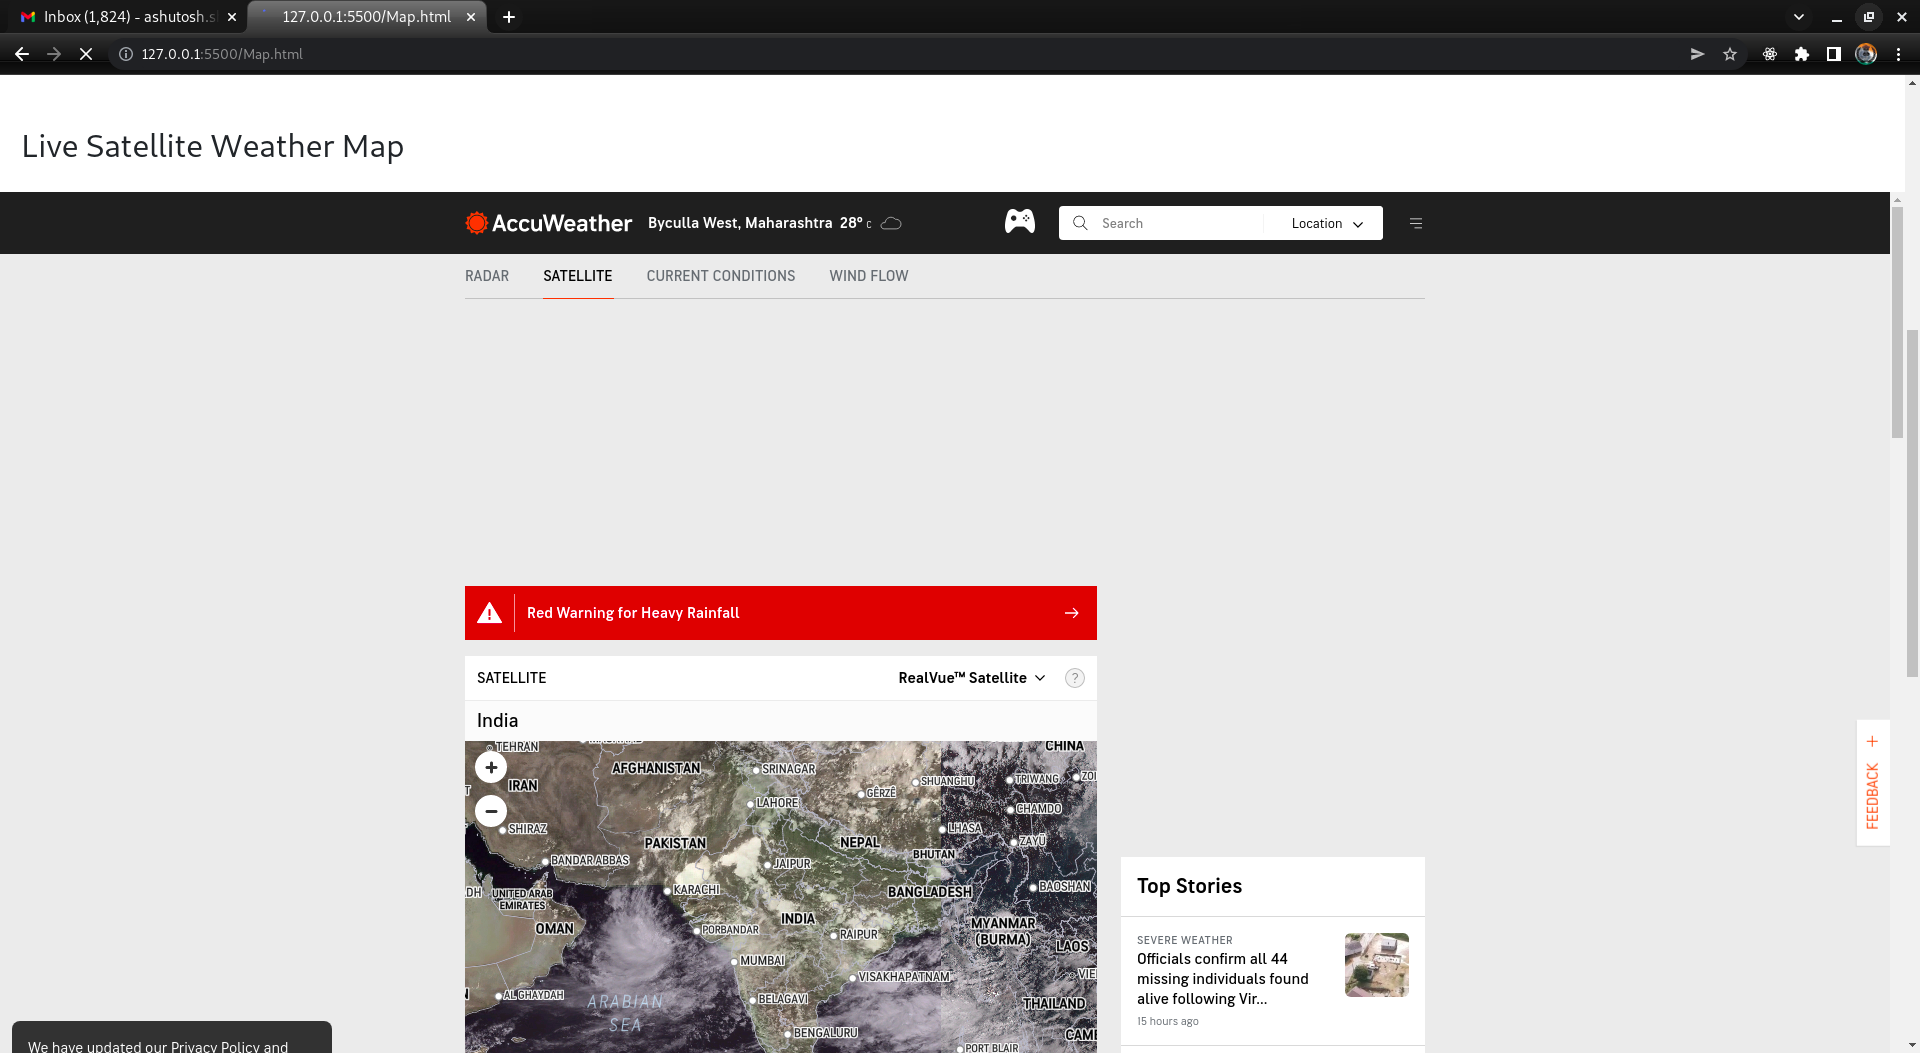 Inbox (1,824) - ashutosh.s
127.0.0.1:5500/Map.html
127.0.0.1:5500/Map.html
Live Satellite Weather Map
AccuWeather
Byculla West, Maharashtra 28° C
Search
Location
RADAR
SATELLITE
CURRENT CONDITIONS
WIND FLOW
Red Warning for Heavy Rainfall
SATELLITE
RealVue™ Satellite
?
India
TEHRAN
CHINA
AFGHANISTAN
SRINAGAR
IRAN
SHUANGHU
TRIWANG
GÊRZÊ
LAHORE
CHAMDO
SHIRAZ
LHASA
PAKISTAN
NEPAL
ZAYÜ
BHUTAN
BANDAR ABBAS
JAIPUR
KARACHI
BANGLADESH
BAOSHAN
UNITED ARAB
EMIRATES
INDIA
MYANMAR
(BURMA)
OMAN
PORBANDAR
RAIPUR
LAOS
MUMBAI
VISAKHAPATNAM
VIE
AL GHAYDAH
ARABIAN
SEA
BELAGAVI
THAILAND
BENGALURU
CAME
PORT BLAIR
FEEDBACK
Top Stories
SEVERE WEATHER
Officials confirm all 44
missing individuals found
alive following Vir...
15 hours ago
We have updated our Privacy Policy and